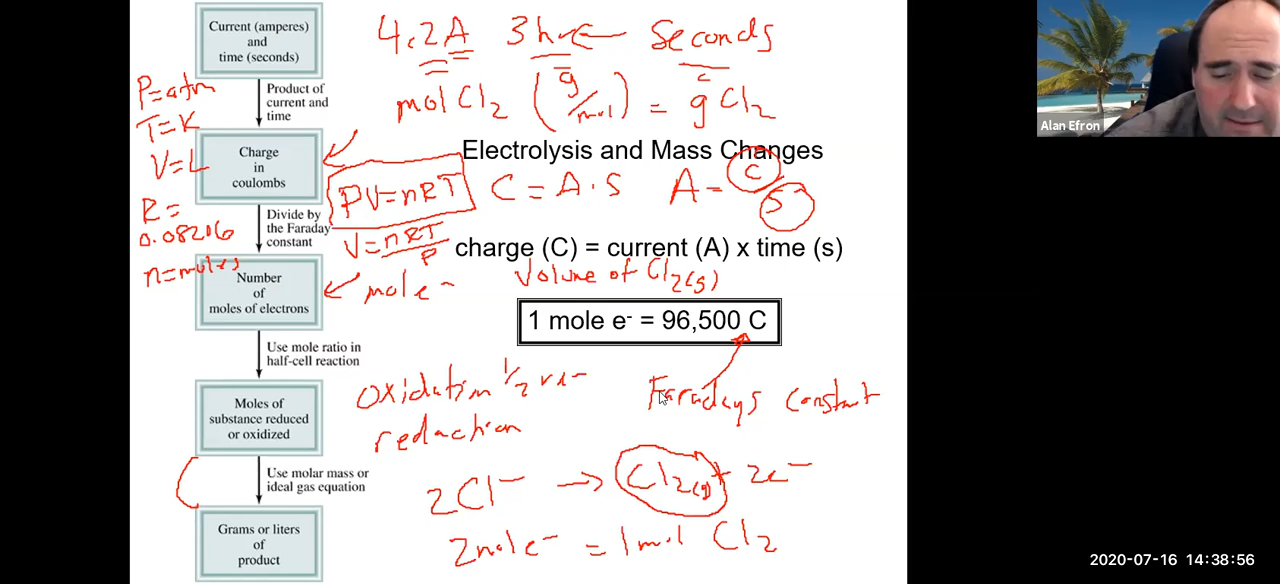 Current (amperes)
and
time (seconds)
Product of
current and
time
Charge
in
coulombs
Divide by
the Faraday
constant
Number
of
moles of electrons
Use mole ratio in
half-cell reaction
Moles of
substance reduced
or oxidized
Use molar mass or
ideal gas equation
Grams or liters
of
product
P=atm
T=K
V=L
R=
0.08206
n=moles
4.2A 3hr ← Seconds
mol Cl2 (g/mol) = g Cl2
Electrolysis and Mass Changes
PV=nRT C = A·S A = C/S
V=nRT/P
charge (C) = current (A) x time (s)
mole e- Volume of Cl2(g)
1 mole e- = 96,500 C
oxidation 1/2 rxn
reduction
Faradays constant
2Cl- → Cl2(g) + 2e-
2mole- = 1mol Cl2
Alan Efron
2020-07-16 14:38:56